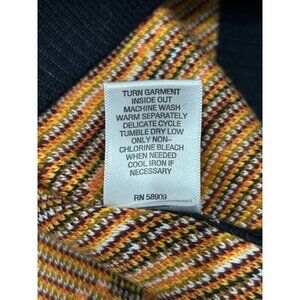 TURN GARMENT
INSIDE OUT
MACHINE WASH
WARM SEPARATELY
DELICATE CYCLE
TUMBLE DRY LOW
ONLY NON-
CHLORINE BLEACH
WHEN NEEDED
COOL IRON IF
NECESSARY
RN 58909